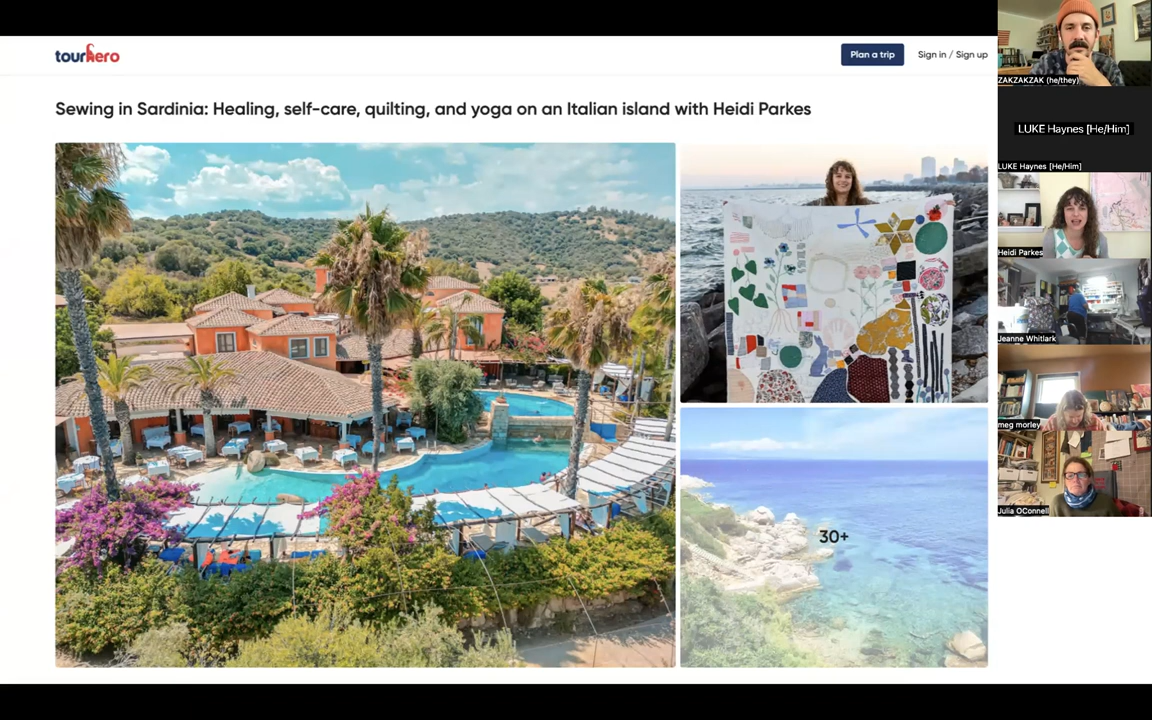 tourhero
Plan a trip
Sign in / Sign up
Sewing in Sardinia: Healing, self-care, quilting, and yoga on an Italian island with Heidi Parkes
30+
ZAKZAKZAK (he/they)
LUKE Haynes [He/Him]
LUKE Haynes [He/Him]
Heidi Parkes
Jeanne Whitlark
meg morley
Julia OConnell